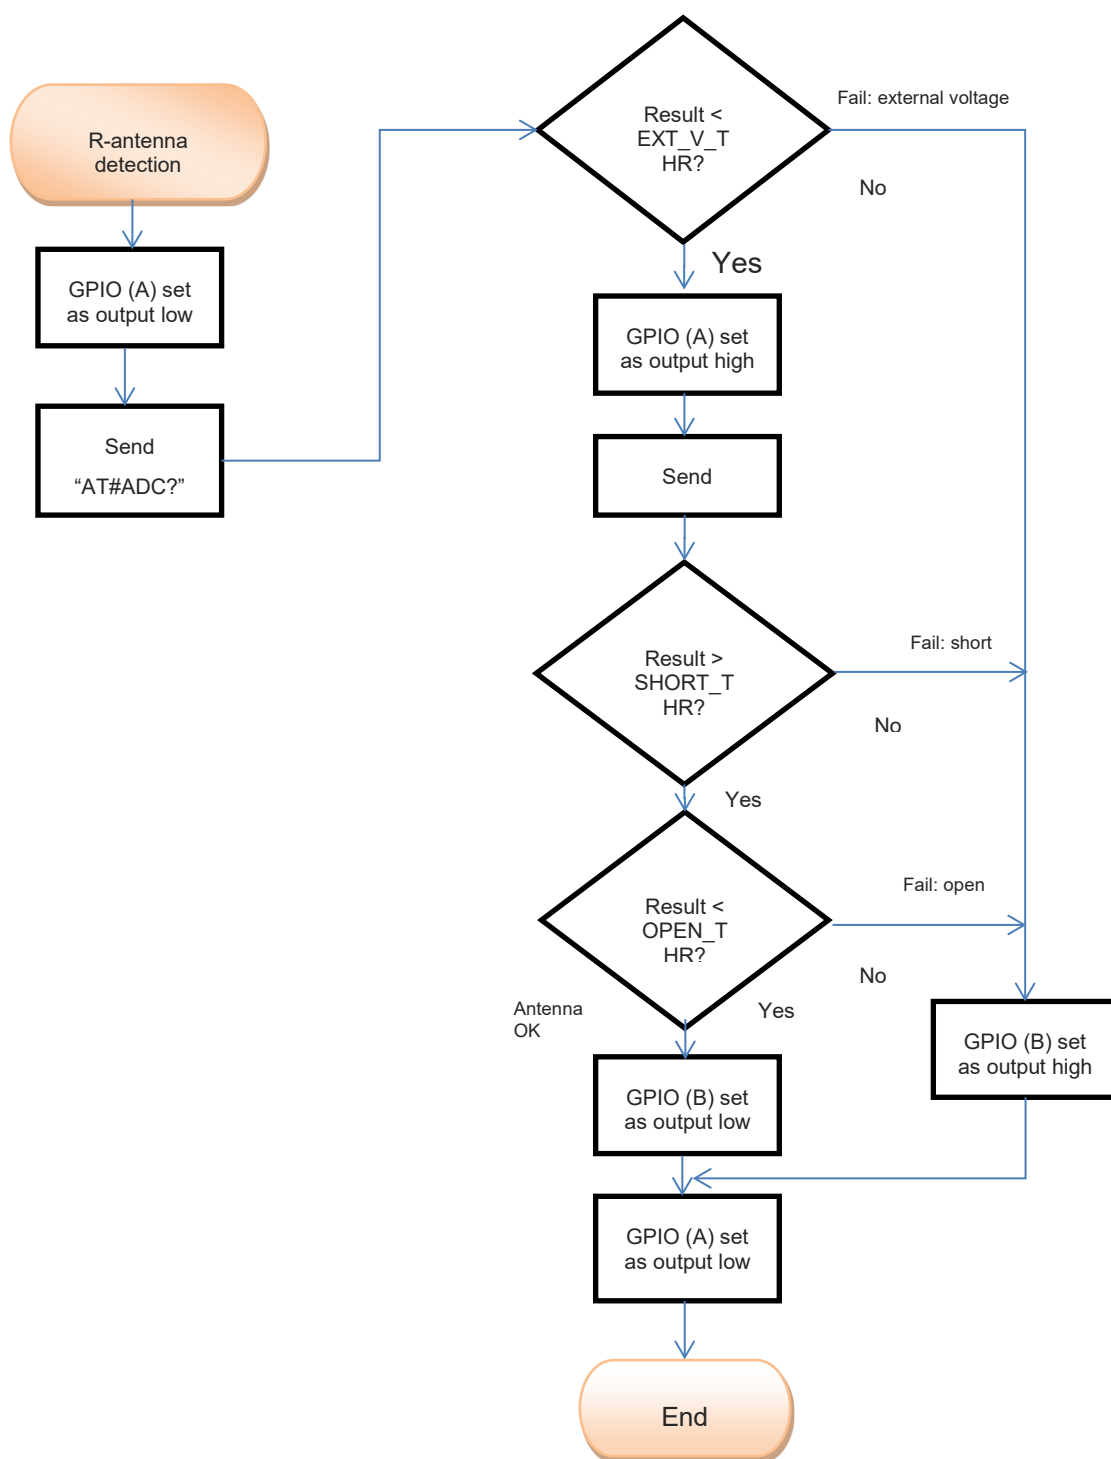 R-antenna
detection
GPIO (A) set
as output low
Send
“AT#ADC?”
Result <
EXT_V_T
HR?
Fail: external voltage
No
Yes
GPIO (A) set
as output high
Send
Result >
SHORT_T
HR?
Fail: short
No
Yes
Result <
OPEN_T
HR?
Fail: open
No
Antenna
OK
Yes
GPIO (B) set
as output high
GPIO (B) set
as output low
GPIO (A) set
as output low
End